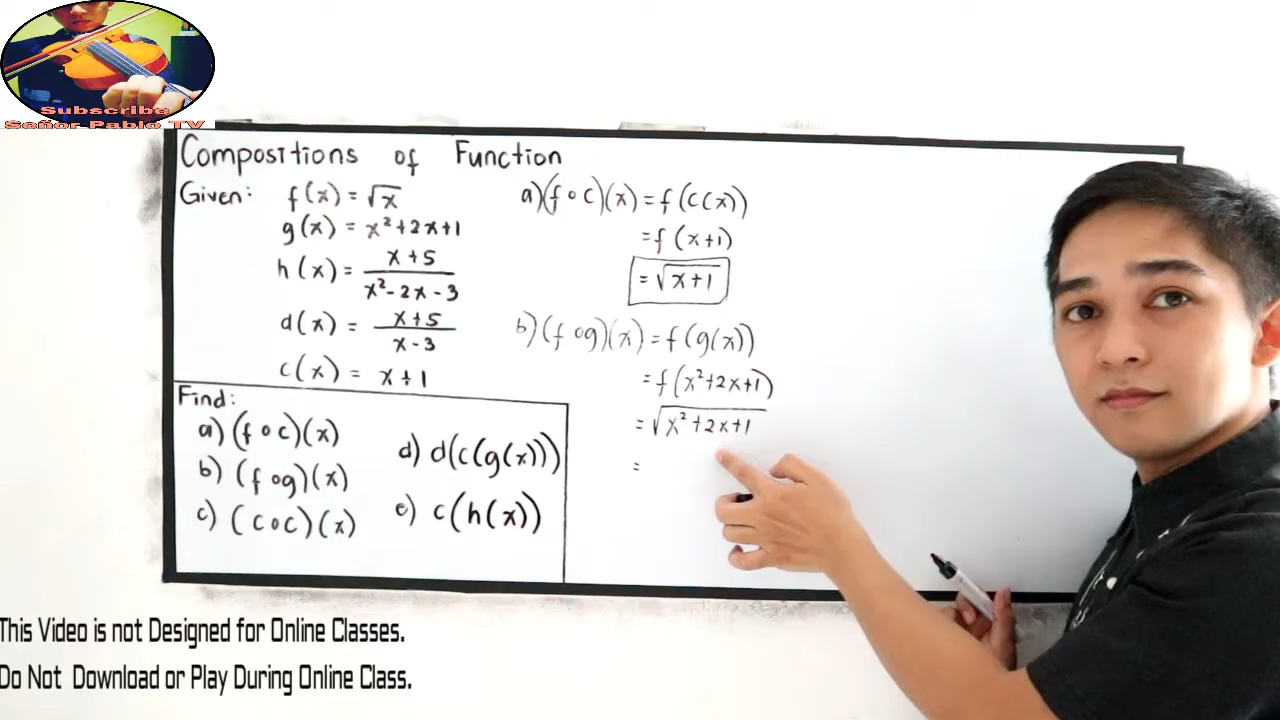 Subscribe
Señor Pablo TV
Compositions of Function
Given: f(x) = √x
g(x) = x²+2x+1
h(x) = x+5 / x²-2x-3
d(x) = x+5 / x-3
c(x) = x+1
Find:
a) (f o c)(x)
b) (f o g)(x)
c) (c o c)(x)
d) d(c(g(x)))
e) c(h(x))
a) (f o c)(x) = f(c(x))
= f(x+1)
= √x+1
b) (f o g)(x) = f(g(x))
= f(x²+2x+1)
= √x²+2x+1
=
This Video is not Designed for Online Classes.
Do Not Download or Play During Online Class.